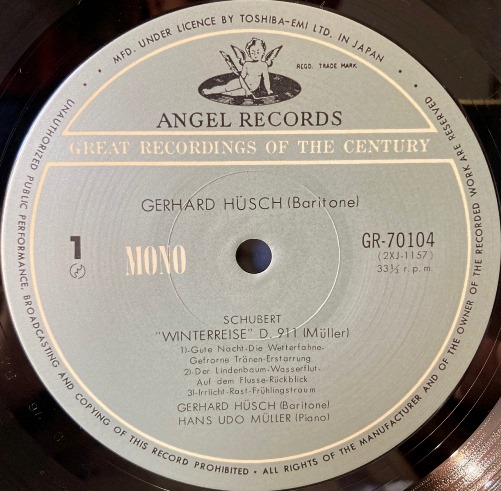 MFD. UNDER LICENCE BY TOSHIBA-EMI LTD. IN JAPAN
REGD. TRADE MARK
ANGEL RECORDS
GREAT RECORDINGS OF THE CENTURY
GERHARD HÜSCH (Baritone)
1
MONO
GR-70104
(2XJ-1157)
33⅓ r.p.m.
SCHUBERT
"WINTERREISE" D. 911 (Müller)
1)-Gute Nacht-Die Wetterfahne-
Gefrorne Tränen-Erstarrung
2)-Der Lindenbaum-Wasserflut-
Auf dem Flusse-Rückblick
3)-Irrlicht-Rast-Frühlingstraum
GERHARD HÜSCH (Baritone)
HANS UDO MÜLLER (Piano)
UNAUTHORIZED PUBLIC PERFORMANCE, BROADCASTING AND COPYING OF THIS RECORD PROHIBITED • ALL RIGHTS OF THE MANUFACTURER AND OF THE OWNER OF THE RECORDED WORK ARE RESERVED